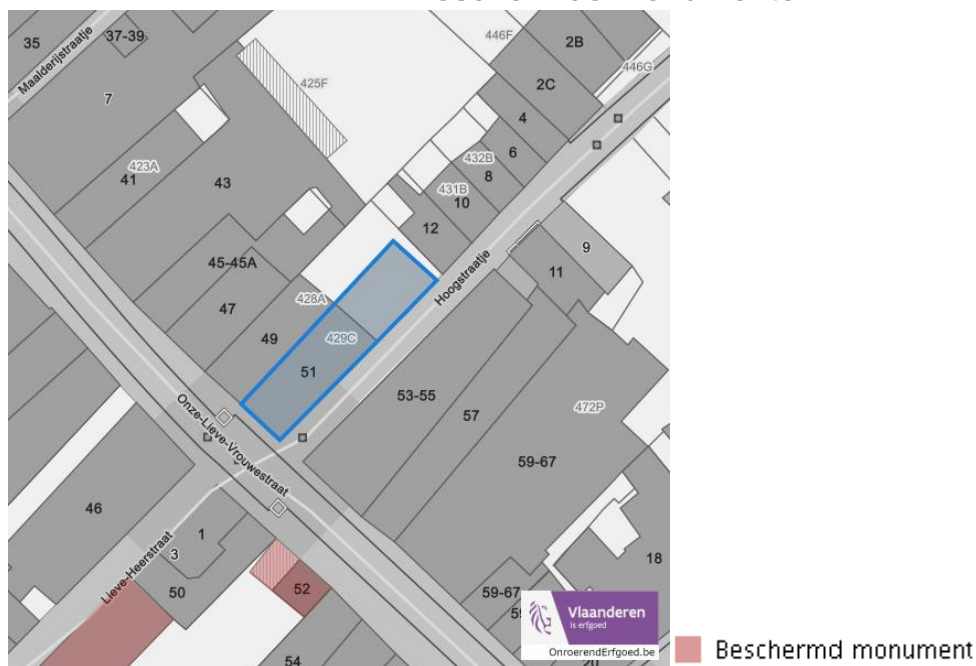 35
37-39
Maalderijstraatje
7
425F
446F
2B
446G
2C
4
6
432B
8
431B
10
12
423A
41
43
45-45A
47
428A
49
429C
51
Hoogstraatje
9
11
53-55
57
472P
59-67
Onze-Lieve-Vrouwestraat
46
Lieve-Heerstraat
1
3
50
52
54
59-67
18
20
Vlaanderen
is erfgoed
OnroerendErfgoed.be
Beschermd monument